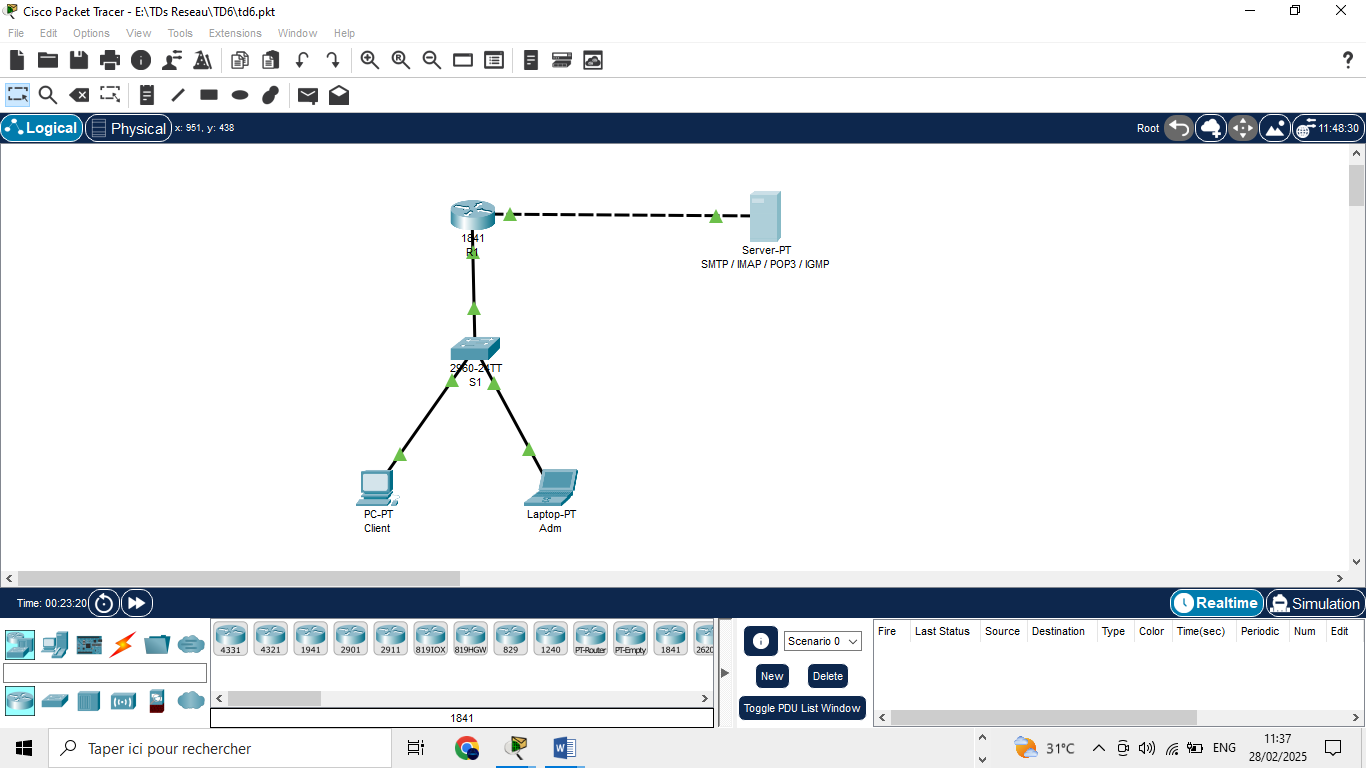 Cisco Packet Tracer - E:\TDs Reseau\TD6\td6.pkt
File Edit Options View Tools Extensions Window Help
Logical Physical x: 951, y: 438 Root 11:48:30
1841
R1
Server-PT
SMTP / IMAP / POP3 / IGMP
2960-24TT
S1
PC-PT
Client
Laptop-PT
Adm
Time: 00:23:20 Realtime Simulation
4331 4321 1941 2901 2911 819IOX 819HGW 829 1240 PT-Router PT-Empty 1841 2620
1841
Scenario 0
New Delete
Toggle PDU List Window
Fire Last Status Source Destination Type Color Time(sec) Periodic Num Edit
Taper ici pour rechercher
31°C ENG
11:37
28/02/2025